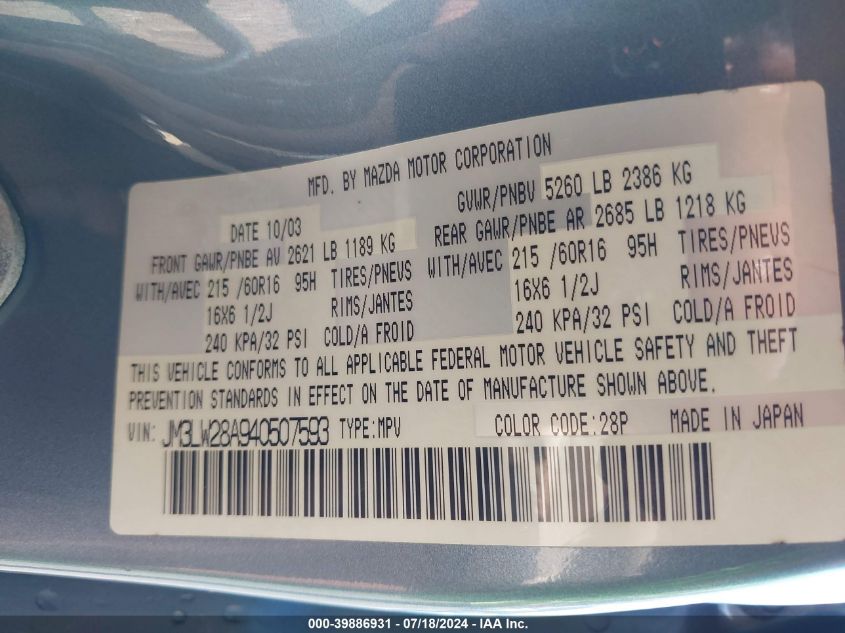 MFD. BY MAZDA MOTOR CORPORATION
DATE 10/03
GVWR/PNBV 5260 LB 2386 KG
FRONT GAWR/PNBE AV 2621 LB 1189 KG
REAR GAWR/PNBE AR 2685 LB 1218 KG
WITH/AVEC 215 /60R16 95H TIRES/PNEUS
WITH/AVEC 215 /60R16 95H TIRES/PNEUS
16X6 1/2J RIMS/JANTES
16X6 1/2J RIMS/JANTES
240 KPA/32 PSI COLD/A FROID
240 KPA/32 PSI COLD/A FROID
THIS VEHICLE CONFORMS TO ALL APPLICABLE FEDERAL MOTOR VEHICLE SAFETY AND THEFT
PREVENTION STANDARDS IN EFFECT ON THE DATE OF MANUFACTURE SHOWN ABOVE.
VIN: JM3LW28A940507593 TYPE:MPV COLOR CODE:28P MADE IN JAPAN
000-39886931 - 07/18/2024 - IAA Inc.